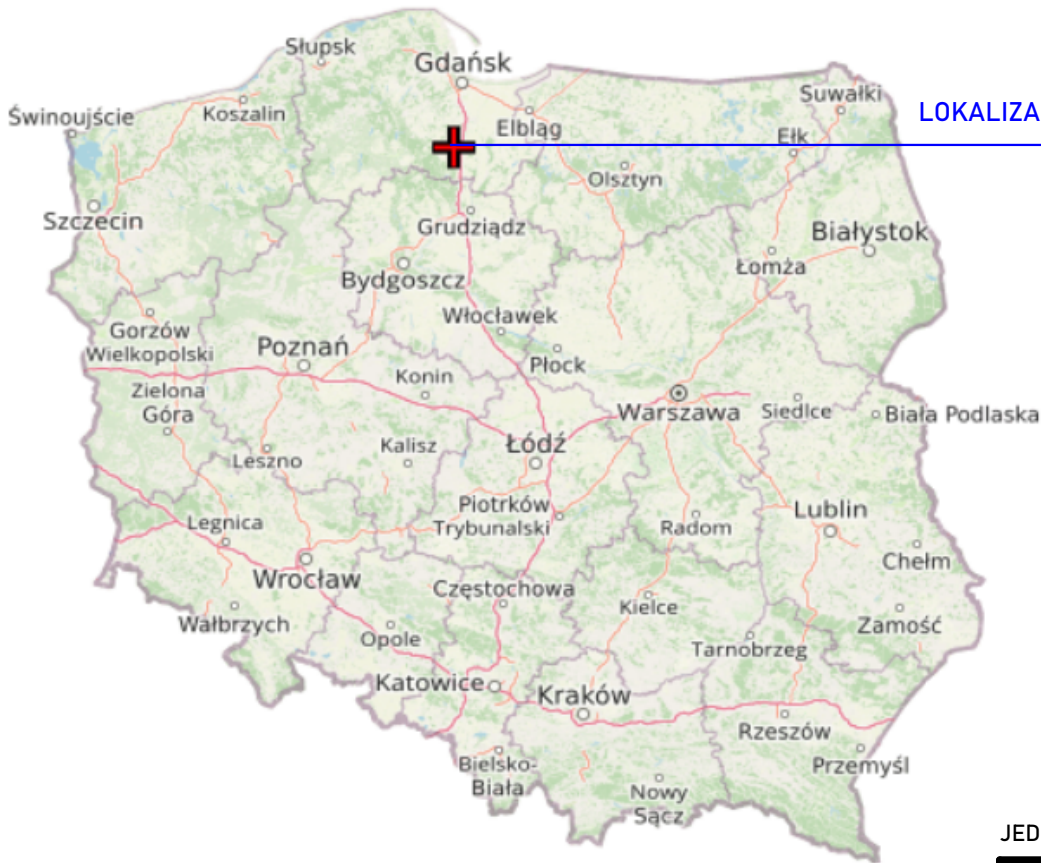 Słupsk
Gdańsk
Suwałki
Koszalin
Świnoujście
LOKALIZA
Elbląg
Ełk
Olsztyn
Szczecin
Grudziądz
Białystok
Bydgoszcz
Łomża
Włocławek
Gorzów
Wielkopolski
Poznań
Płock
Konin
Zielona
Góra
Warszawa
Siedlce
Biała Podlaska
Kalisz
Łódź
Leszno
Piotrków
Trybunalski
Lublin
Legnica
Radom
Chełm
Wrocław
Częstochowa
Kielce
Wałbrzych
Opole
Zamość
Tarnobrzeg
Katowice
Kraków
Rzeszów
Przemyśl
Bielsko-
Biała
Nowy
Sącz
JED